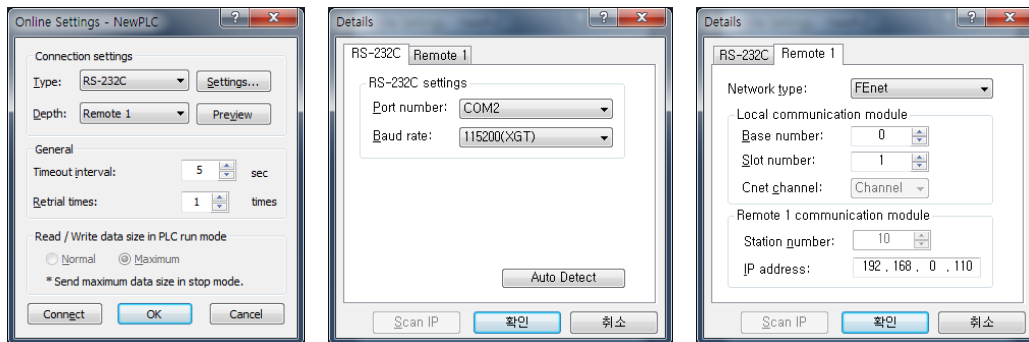 Online Settings - NewPLC
Connection settings
Type: RS-232C Settings...
Depth: Remote 1 Preview
General
Timeout interval: 5 sec
Retrial times: 1 times
Read / Write data size in PLC run mode
Normal Maximum
* Send maximum data size in stop mode.
Connect OK Cancel
Details
RS-232C Remote 1
RS-232C settings
Port number: COM2
Baud rate: 115200(XGT)
Auto Detect
Scan IP 확인 취소
Details
RS-232C Remote 1
Network type: FEnet
Local communication module
Base number: 0
Slot number: 1
Cnet channel: Channel
Remote 1 communication module
Station number: 10
IP address: 192 . 168 . 0 . 110
Scan IP 확인 취소